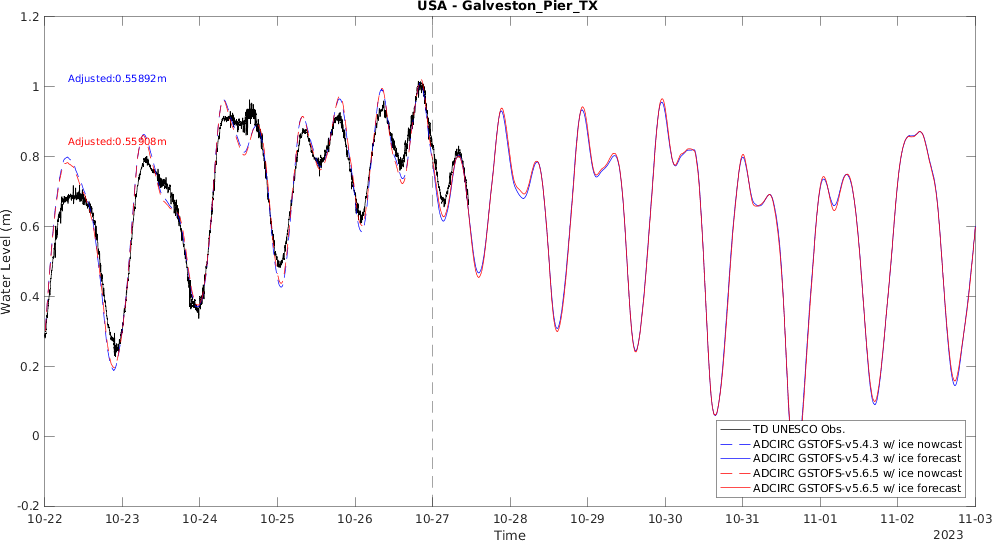 USA - Galveston_Pier_TX
1.2
1
0.8
0.6
0.4
0.2
0
-0.2
Water Level (m)
Adjusted:0.55892m
Adjusted:0.55908m
TD UNESCO Obs.
ADCIRC GSTOFS-v5.4.3 w/ ice nowcast
ADCIRC GSTOFS-v5.4.3 w/ ice forecast
ADCIRC GSTOFS-v5.6.5 w/ ice nowcast
ADCIRC GSTOFS-v5.6.5 w/ ice forecast
10-22 10-23 10-24 10-25 10-26 10-27 10-28 10-29 10-30 10-31 11-01 11-02 11-03
Time
2023